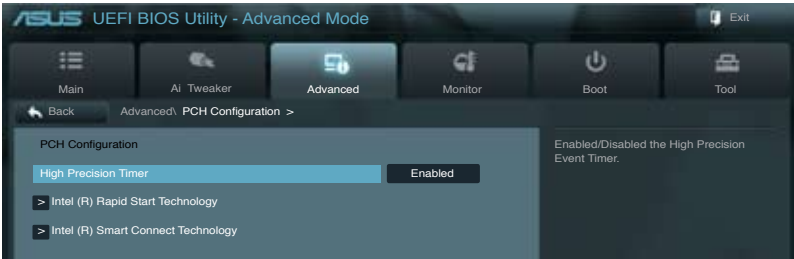 ASUS UEFI BIOS Utility - Advanced Mode
Exit
Main Ai Tweaker Advanced Monitor Boot Tool
Back Advanced\ PCH Configuration >
PCH Configuration
High Precision Timer Enabled
> Intel (R) Rapid Start Technology
> Intel (R) Smart Connect Technology
Enabled/Disabled the High Precision
Event Timer.